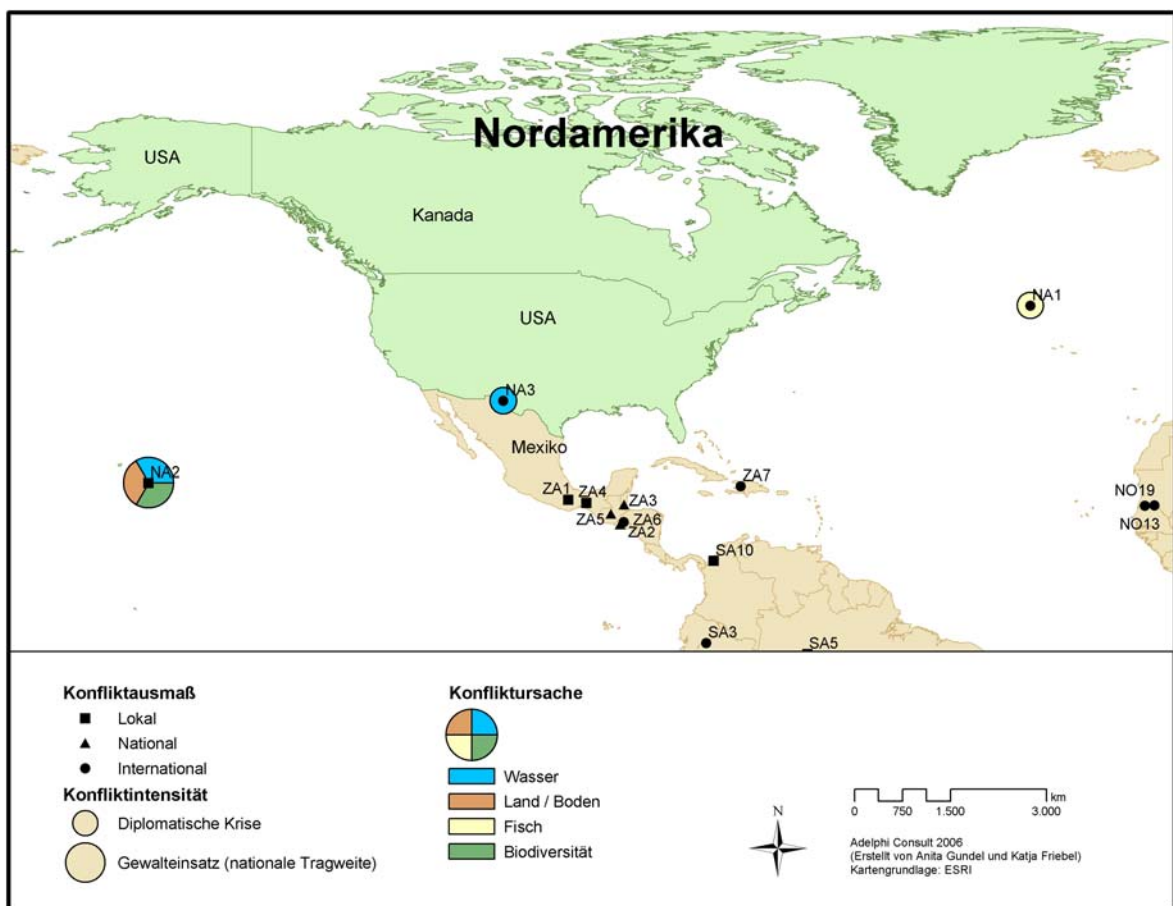 Nordamerika
USA
Kanada
USA
NA1
NA3
Mexiko
NA2
ZA7
ZA1
ZA4
ZA3
NO19
ZA5
ZA6
NO13
ZA2
SA10
SA3
SA5
Konfliktausmaß
Lokal
National
International
Konfliktintensität
Diplomatische Krise
Gewalteinsatz (nationale Tragweite)
Konfliktursache
Wasser
Land / Boden
Fisch
Biodiversität
N
0 750 1.500 3.000 km
Adelphi Consult 2006
(Erstellt von Anita Gundel und Katja Friebel)
Kartengrundlage: ESRI